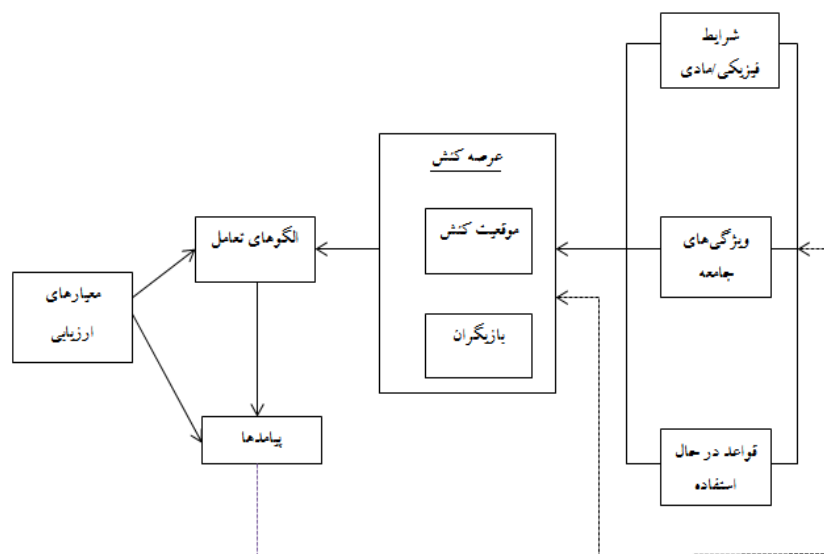 شرایط
فیزیکی/مادی
عرصه کنش
موقعیت کنش
ویژگی‌های
جامعه
الگوهای تعامل
معیارهای
ارزیابی
بازیگران
پیامدها
قواعد در حال
استفاده